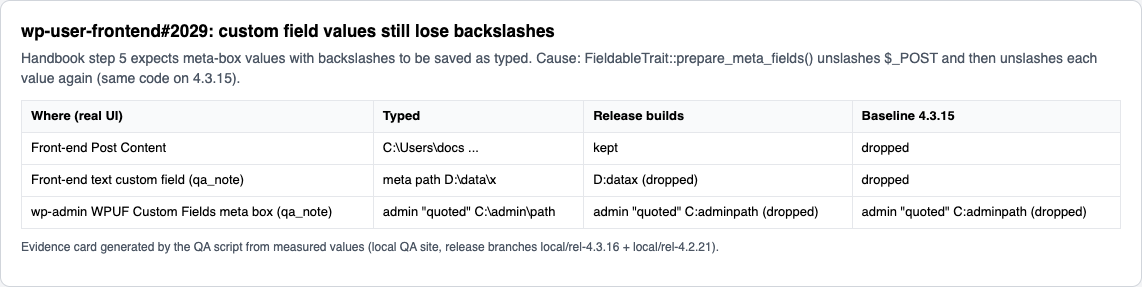 wp-user-frontend#2029: custom field values still lose backslashes
Handbook step 5 expects meta-box values with backslashes to be saved as typed. Cause: FieldableTrait::prepare_meta_fields() unslashes $_POST and then unslashes each
value again (same code on 4.3.15).
Where (real UI) Typed Release builds Baseline 4.3.15
Front-end Post Content C:\Users\docs ... kept dropped
Front-end text custom field (qa_note) meta path D:\data\x D:datax (dropped) dropped
wp-admin WPUF Custom Fields meta box (qa_note) admin "quoted" C:\admin\path admin "quoted" C:adminpath (dropped) admin "quoted" C:adminpath (dropped)
Evidence card generated by the QA script from measured values (local QA site, release branches local/rel-4.3.16 + local/rel-4.2.21).